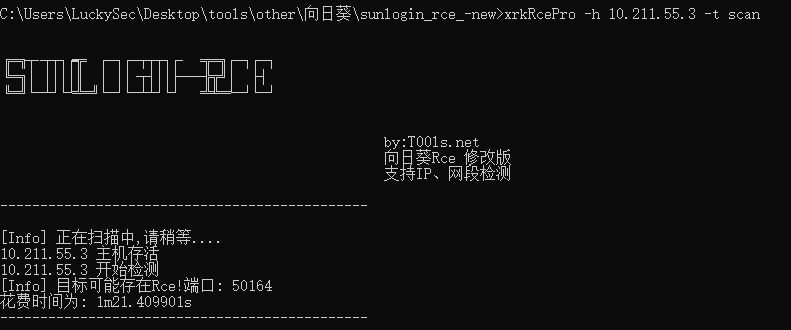 C:\Users\LuckySec\Desktop\tools\other\向日葵\sunlogin_rce_-new>xrkRcePro -h 10.211.55.3 -t scan
SUNLOGIN-RCE
by:T00ls.net
向日葵Rce 修改版
支持IP、网段检测
----------------------------------------------
[Info] 正在扫描中,请稍等....
10.211.55.3 主机存活
10.211.55.3 开始检测
[Info] 目标可能存在Rce!端口: 50164
花费时间为: 1m21.409901s
----------------------------------------------